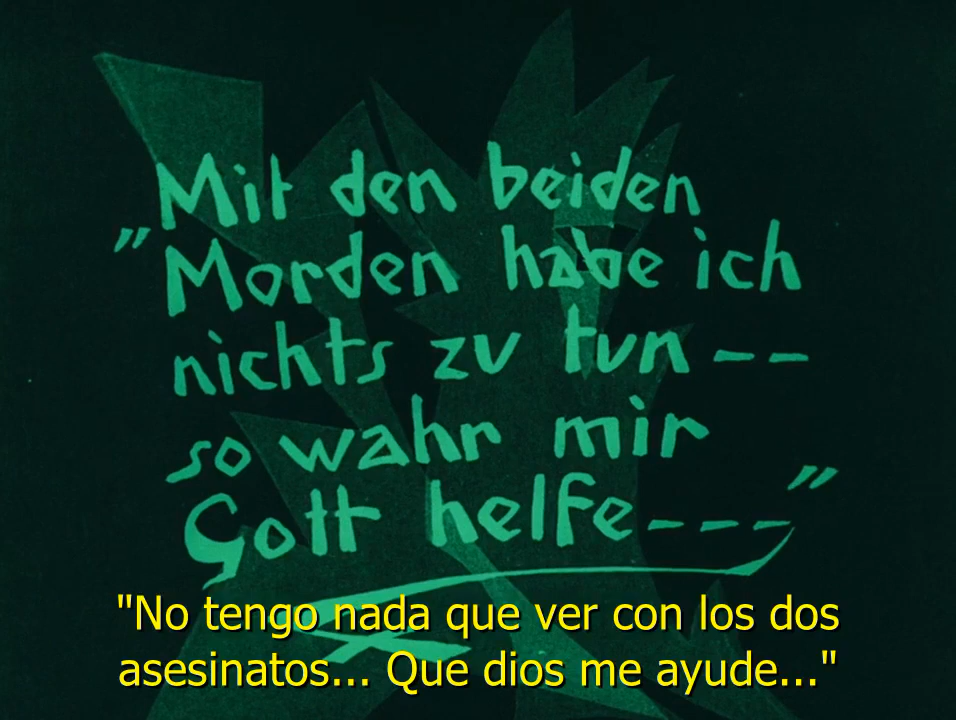 Mit den beiden
"Morden habe ich
nichts zu tun --
so wahr mir
Gott helfe---"
"No tengo nada que ver con los dos
asesinatos... Que dios me ayude..."